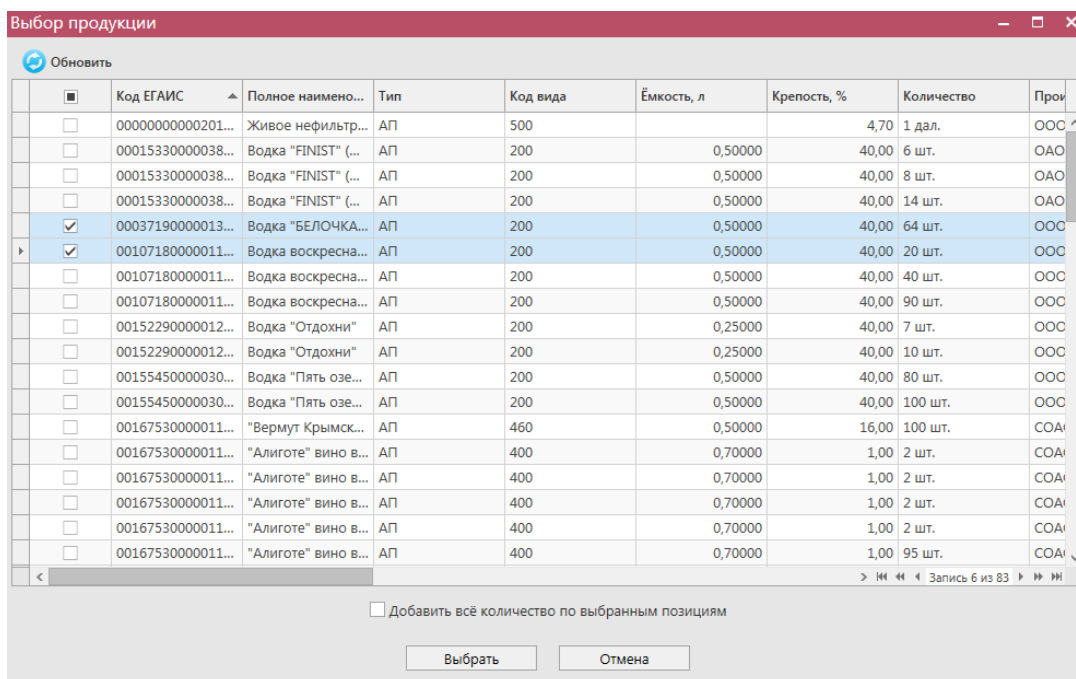 Выбор продукции
Обновить
Код ЕГАИС Полное наимено... Тип Код вида Ёмкость, л Крепость, % Количество Прои
00000000000201... Живое нефильтр... АП 500 4,70 1 дал. ООО
00015330000038... Водка "FINIST" (... АП 200 0,50000 40,00 6 шт. ОАО
00015330000038... Водка "FINIST" (... АП 200 0,50000 40,00 8 шт. ОАО
00015330000038... Водка "FINIST" (... АП 200 0,50000 40,00 14 шт. ОАО
00037190000013... Водка "БЕЛОЧКА... АП 200 0,50000 40,00 64 шт. ООО
00107180000011... Водка воскресна... АП 200 0,50000 40,00 20 шт. ООО
00107180000011... Водка воскресна... АП 200 0,50000 40,00 40 шт. ООО
00107180000011... Водка воскресна... АП 200 0,50000 40,00 90 шт. ООО
00152290000012... Водка "Отдохни" АП 200 0,25000 40,00 7 шт. ООО
00152290000012... Водка "Отдохни" АП 200 0,25000 40,00 10 шт. ООО
00155450000030... Водка "Пять озе... АП 200 0,50000 40,00 80 шт. ООО
00155450000030... Водка "Пять озе... АП 200 0,50000 40,00 100 шт. ООО
00167530000011... "Вермут Крымск... АП 460 0,50000 16,00 100 шт. СОА
00167530000011... "Алиготе" вино в... АП 400 0,70000 1,00 2 шт. СОА
00167530000011... "Алиготе" вино в... АП 400 0,70000 1,00 2 шт. СОА
00167530000011... "Алиготе" вино в... АП 400 0,70000 1,00 2 шт. СОА
00167530000011... "Алиготе" вино в... АП 400 0,70000 1,00 2 шт. СОА
00167530000011... "Алиготе" вино в... АП 400 0,70000 1,00 95 шт. СОА
Запись 6 из 83
Добавить всё количество по выбранным позициям
Выбрать Отмена